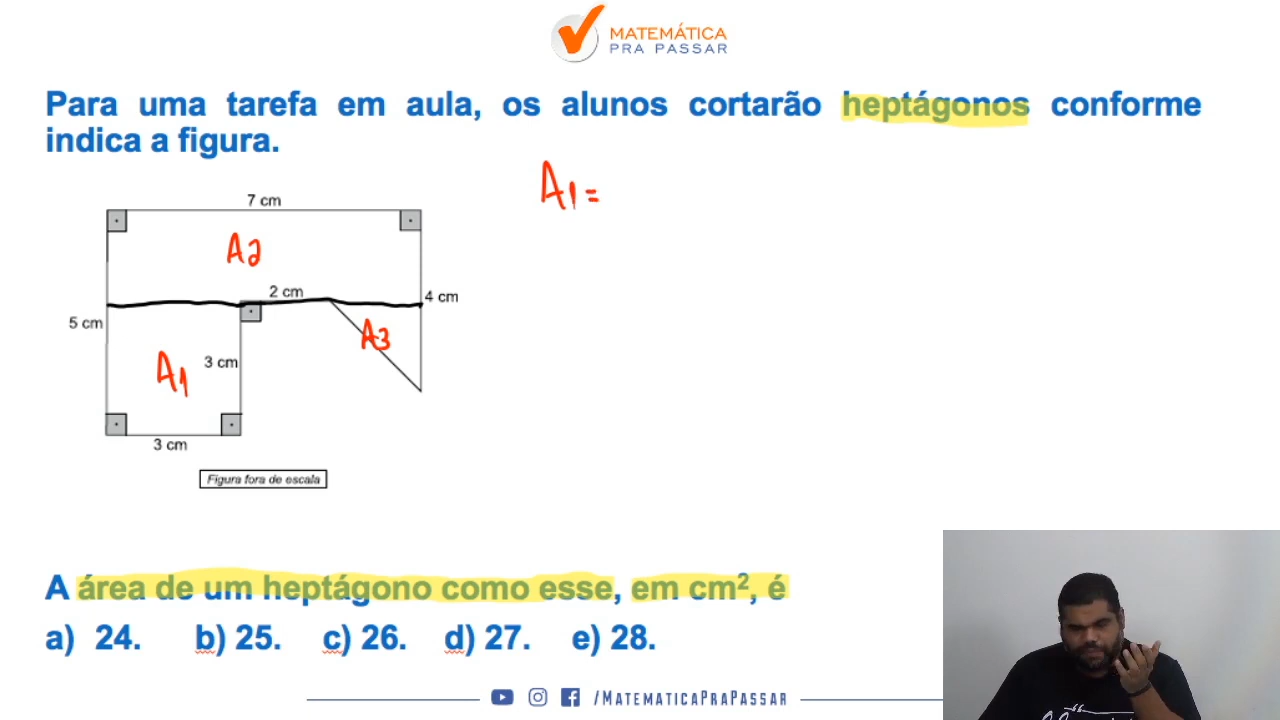 MATEMÁTICA
PRA PASSAR
Para uma tarefa em aula, os alunos cortarão heptágonos conforme
indica a figura.
A1=
7 cm
A2
2 cm
4 cm
5 cm
A3
3 cm
A1
3 cm
Figura fora de escala
A área de um heptágono como esse, em cm², é
a) 24. b) 25. c) 26. d) 27. e) 28.
/MATEMATICAPRAPASSAR